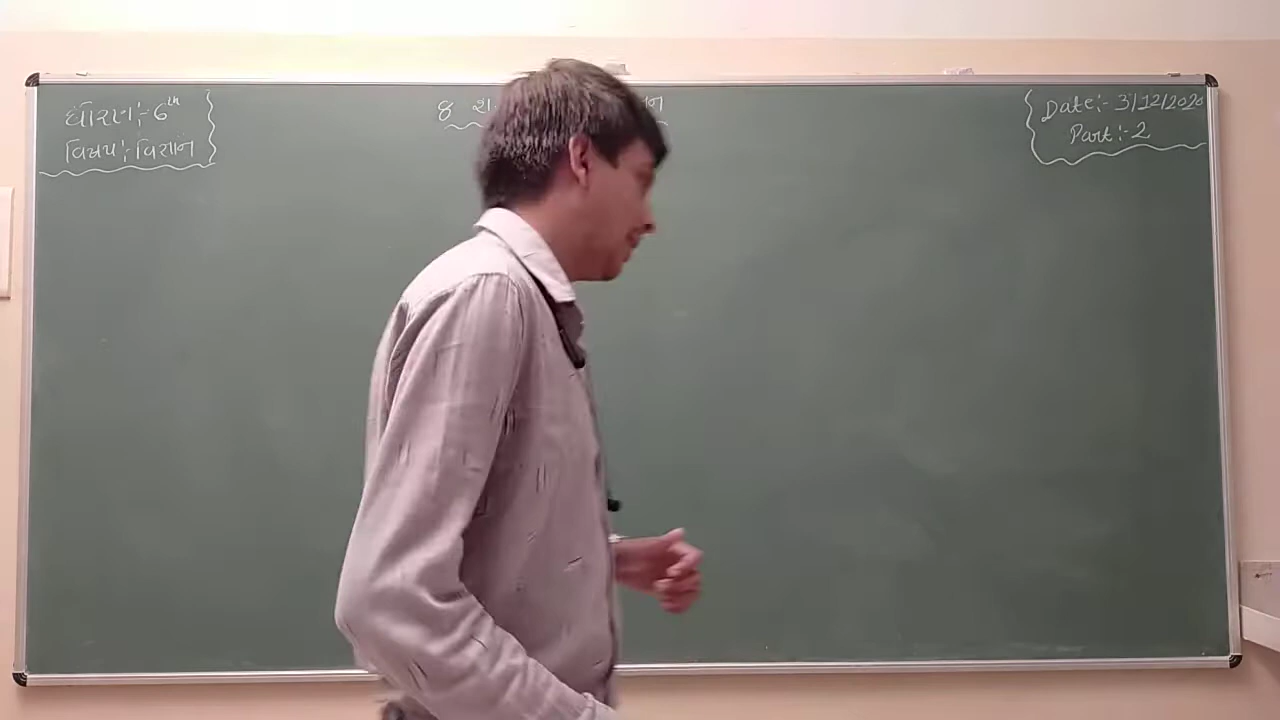 ધોરણ:- 6th
વિષય:- વિજ્ઞાન
8 શ
ન
Date:- 3/12/2020
Part:- 2